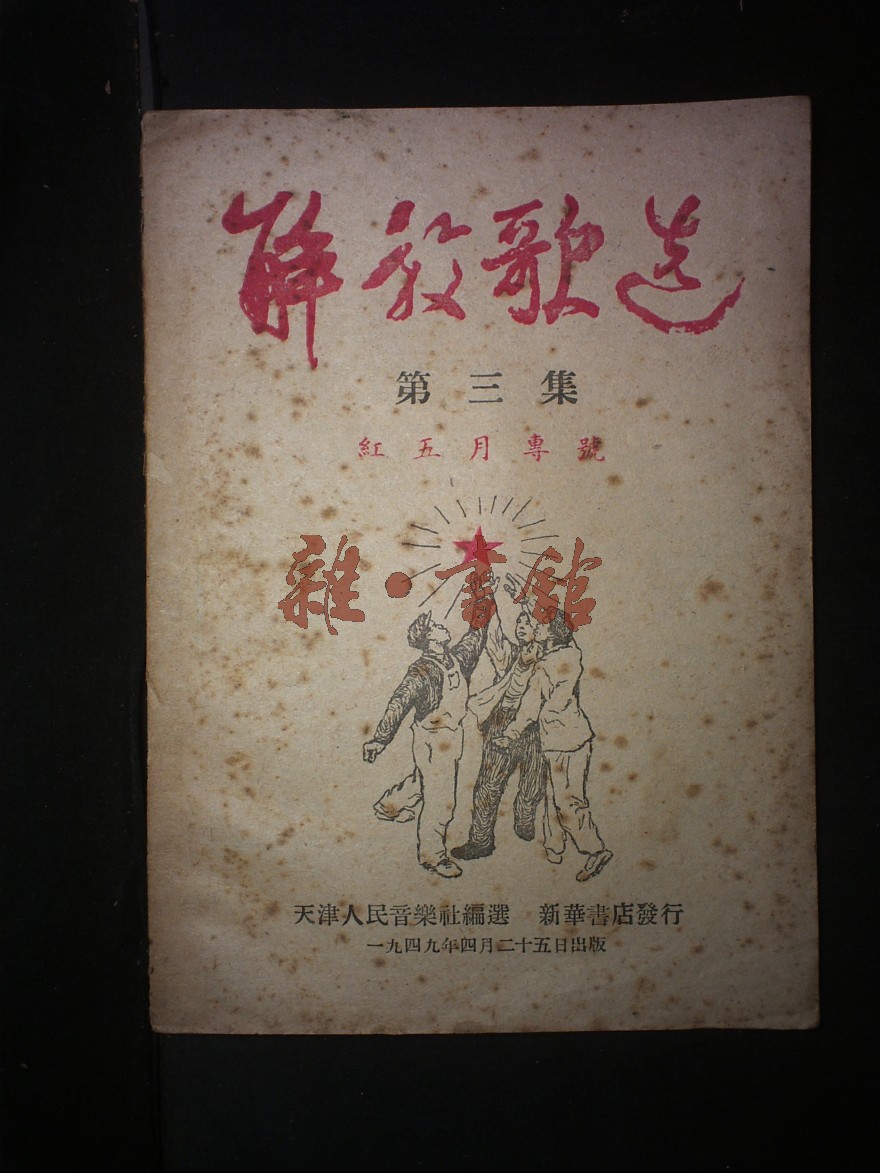 解放歌选
第三集
紅五月專號
雜·書館
天津人民音樂社編選　新華書店發行
一九四九年四月二十五日出版